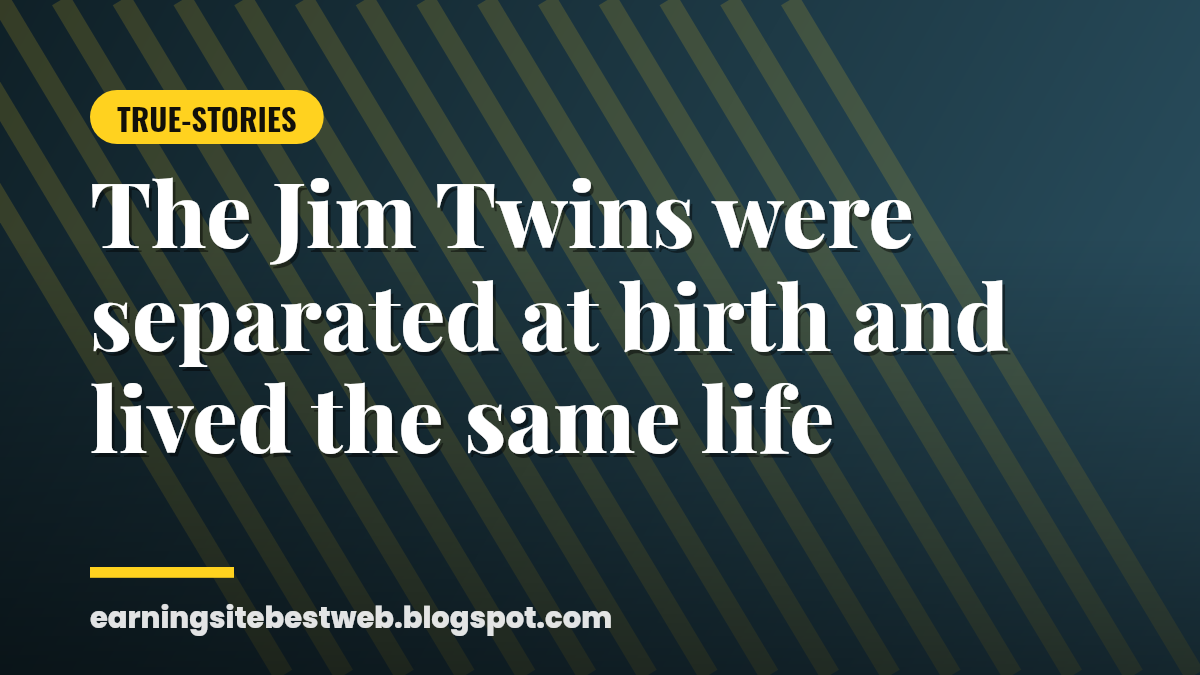 TRUE-STORIES
The Jim Twins were
separated at birth and
lived the same life
earningsitebestweb.blogspot.com